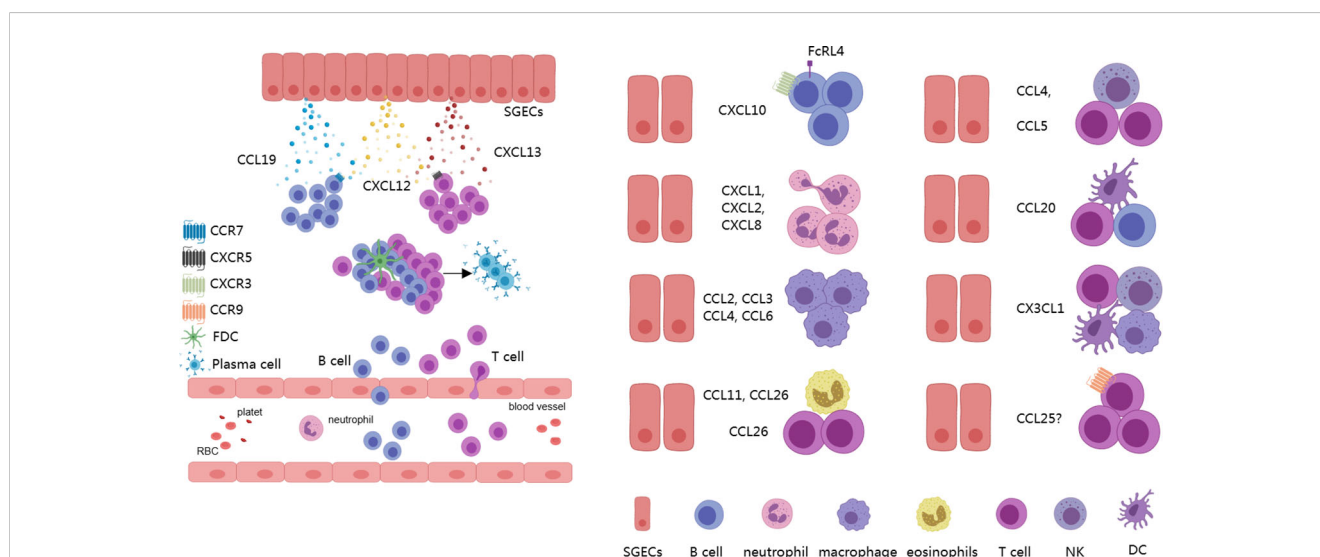 SGECs
CCL19
CXCL12
CXCL13
CCR7
CXCR5
CXCR3
CCR9
FDC
Plasma cell
B cell
T cell
platet
RBC
neutrophil
blood vessel
FcRL4
CXCL10
CXCL1,
CXCL2,
CXCL8
CCL2, CCL3
CCL4, CCL6
CCL11, CCL26
CCL26
CCL4,
CCL5
CCL20
CX3CL1
CCL25?
SGECs B cell neutrophil macrophage eosinophils T cell NK DC